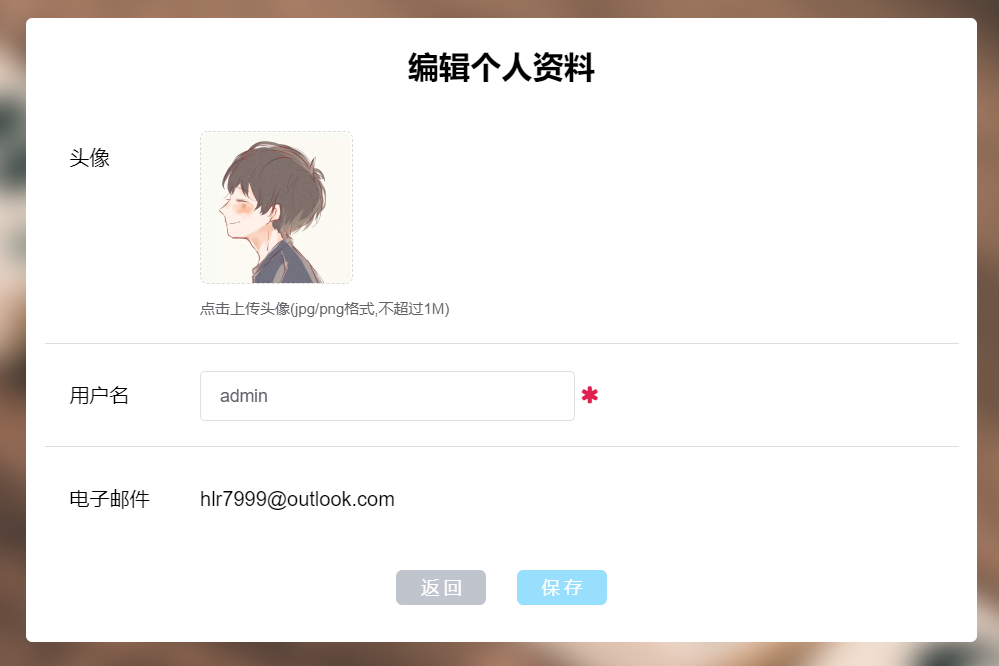 编辑个人资料
头像
点击上传头像(jpg/png格式,不超过1M)
用户名 admin ✱
电子邮件 hlr7999@outlook.com
返回 保存